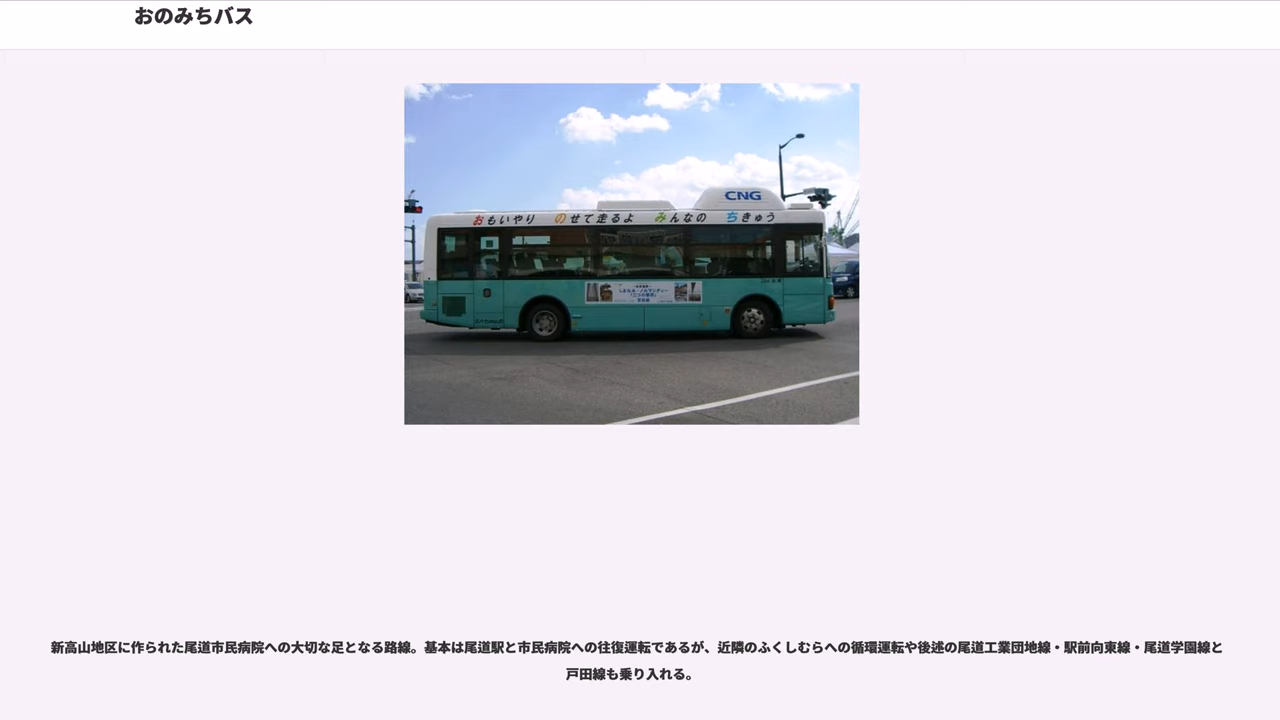 おのみちバス
CNG
おもいやり のせて走るよ みんなの ちきゅう
新高山地区に作られた尾道市民病院への大切な足となる路線。基本は尾道駅と市民病院への往復運転であるが、近隣のふくしむらへの循環運転や後述の尾道工業団地線・駅前向東線・尾道学園線と
戸田線も乗り入れる。